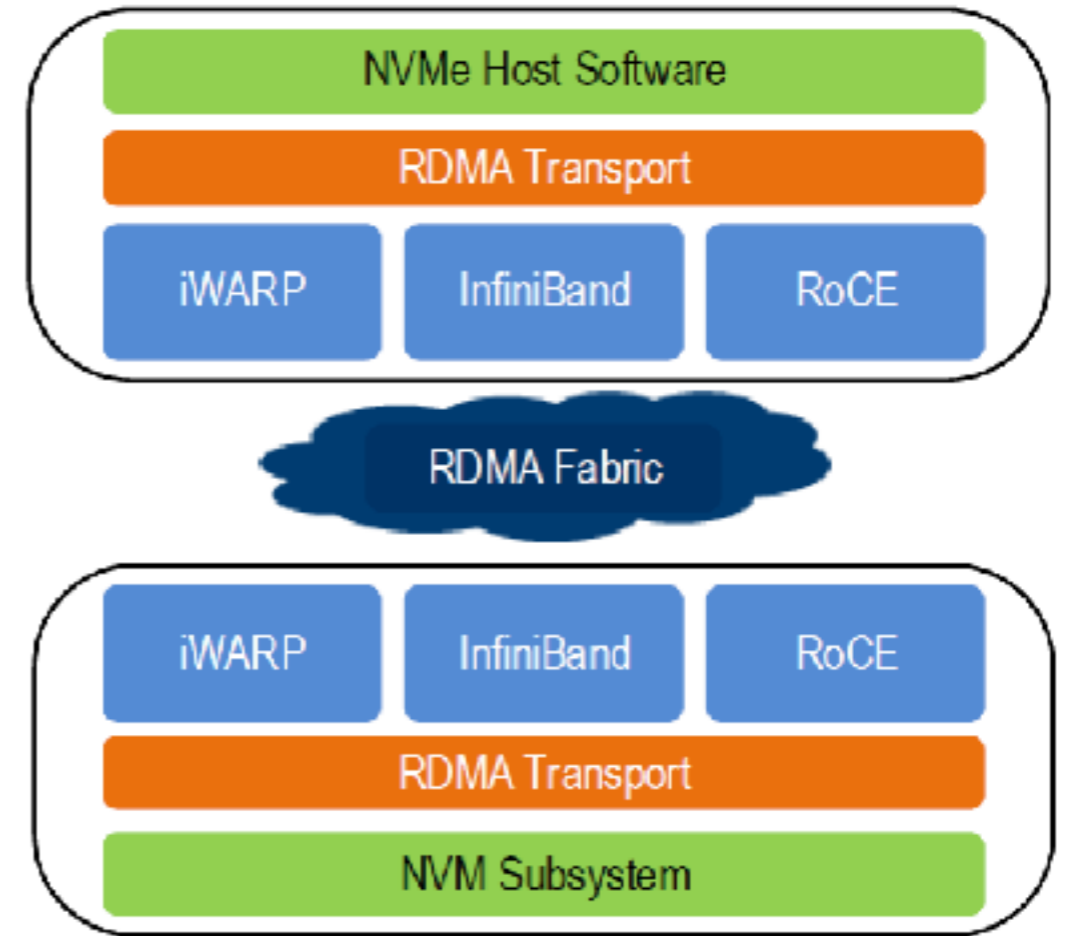 NVMe Host Software
RDMA Transport
iWARP
InfiniBand
RoCE
RDMA Fabric
iWARP
InfiniBand
RoCE
RDMA Transport
NVM Subsystem